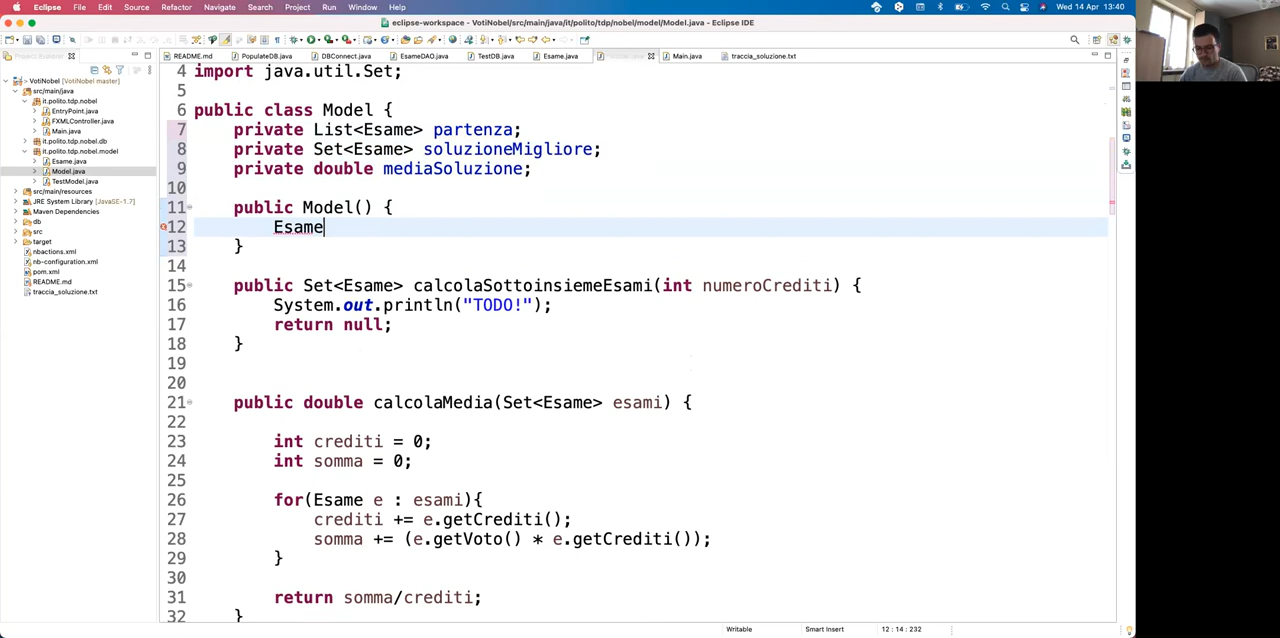 Eclipse File Edit Source Refactor Navigate Search Project Run Window Help
Wed 14 Apr 13:40
eclipse-workspace - VotiNobel/src/main/java/it/polito/tdp/nobel/model/Model.java - Eclipse IDE
README.md PopulateDB.java DBConnect.java EsameDAO.java TestDB.java Esame.java Main.java traccia_soluzione.txt
VotiNobel [VotiNobel master]
src/main/java
it.polito.tdp.nobel
EntryPoint.java
FXMLController.java
Main.java
it.polito.tdp.nobel.db
it.polito.tdp.nobel.model
Esame.java
Model.java
TestModel.java
src/main/resources
JRE System Library [JavaSE-1.7]
Maven Dependencies
db
src
target
nbactions.xml
nb-configuration.xml
pom.xml
README.md
traccia_soluzione.txt
4 import java.util.Set;
5
6 public class Model {
7 private List<Esame> partenza;
8 private Set<Esame> soluzioneMigliore;
9 private double mediaSoluzione;
10
11 public Model() {
12 Esame
13 }
14
15 public Set<Esame> calcolaSottoinsiemeEsami(int numeroCrediti) {
16 System.out.println("TODO!");
17 return null;
18 }
19
20
21 public double calcolaMedia(Set<Esame> esami) {
22
23 int crediti = 0;
24 int somma = 0;
25
26 for(Esame e : esami){
27 crediti += e.getCrediti();
28 somma += (e.getVoto() * e.getCrediti());
29 }
30
31 return somma/crediti;
32 }
Writable Smart Insert 12 : 14 : 232